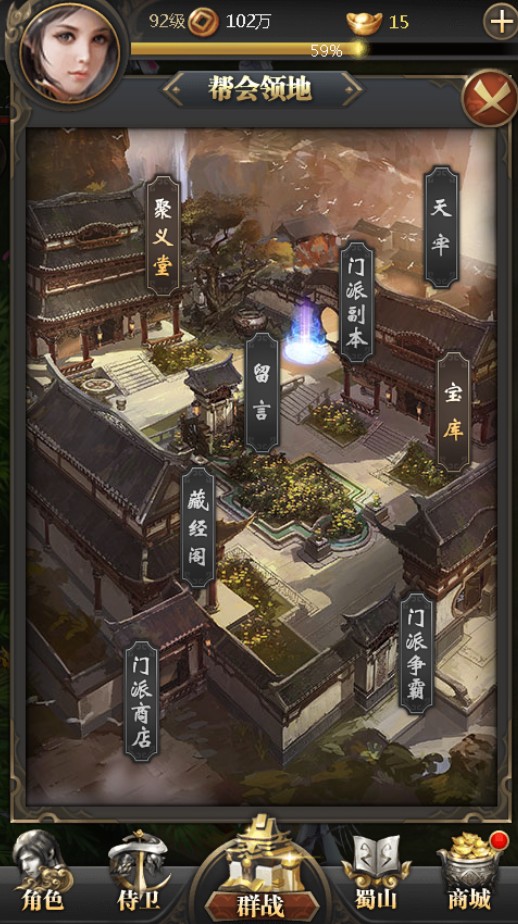 92级
102万
15
59%
帮会领地
聚义堂
天牢
门派副本
留言
宝库
藏经阁
门派争霸
门派商店
角色
侍卫
群战
蜀山
商城